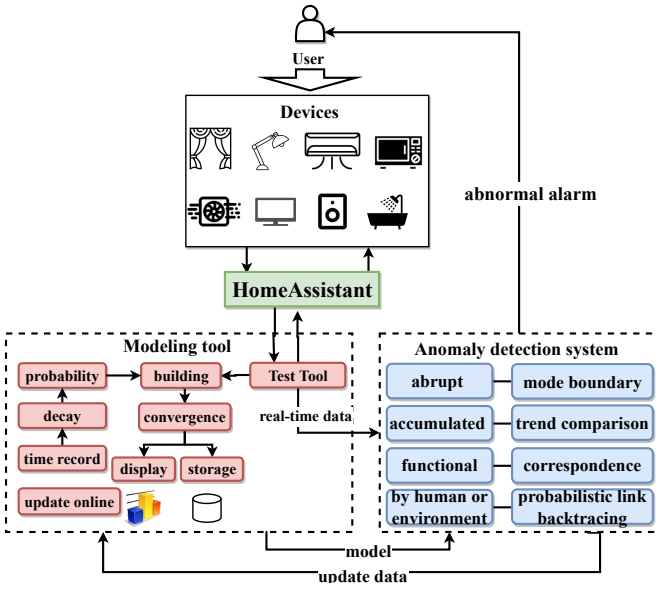 User
Devices
abnormal alarm
HomeAssistant
Modeling tool
probability
building
Test Tool
decay
convergence
real-time data
time record
display
storage
update online
Anomaly detection system
abrupt
mode boundary
accumulated
trend comparison
functional
correspondence
by human or
environment
probabilistic link
backtracing
model
update data